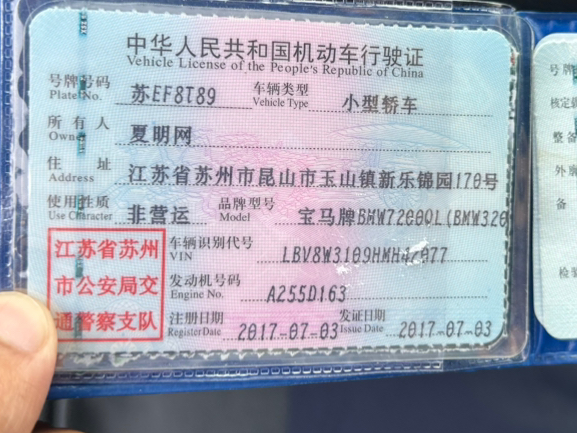 中华人民共和国机动车行驶证
Vehicle License of the People's Republic of China
号牌号码 苏EF8T89 车辆类型 小型轿车
Plate No. Vehicle Type
所有人 夏明网
Owner
住址 江苏省苏州市昆山市玉山镇新乐锦园170号
Address
使用性质 非营运 品牌型号 宝马牌BMW7200QL(BMW320
Use Character Model
江苏省苏州
市公安局交
通警察支队
车辆识别代号
VIN
发动机号码 A255D163
Engine No.
注册日期 2017-07-03 发证日期 2017-07-03
Register Date Issue Date
号牌
核定
整备
外廓
备
检验